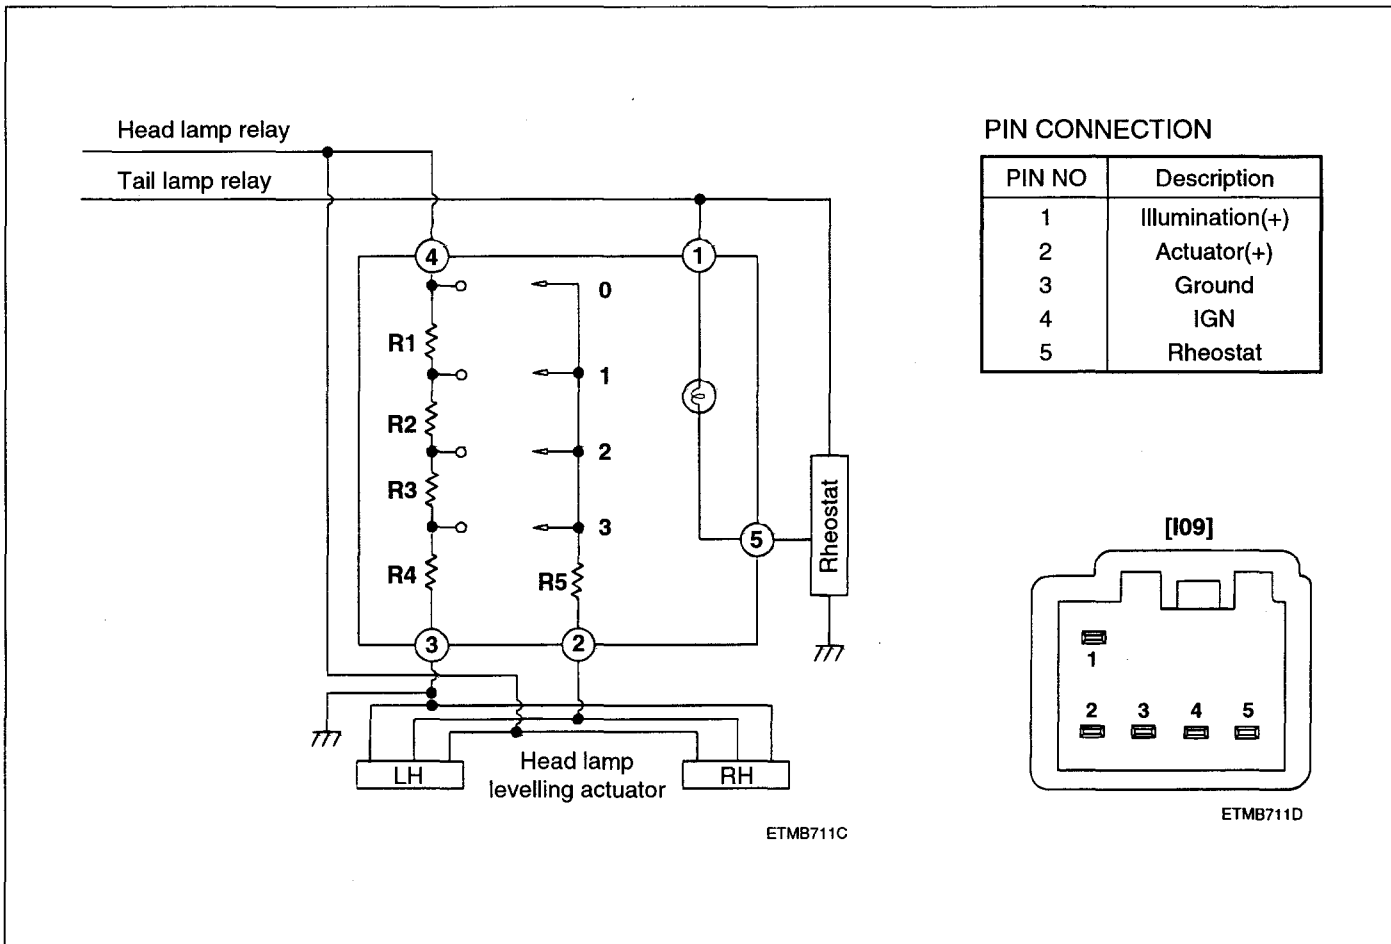 Head lamp relay
Tail lamp relay
4
1
0
R1
1
R2
2
R3
3
5
Rheostat
R4
R5
3
2
LH
Head lamp
levelling actuator
RH
ETMB711C
PIN CONNECTION
PIN NO Description
1 Illumination(+)
2 Actuator(+)
3 Ground
4 IGN
5 Rheostat
[I09]
1
2 3 4 5
ETMB711D